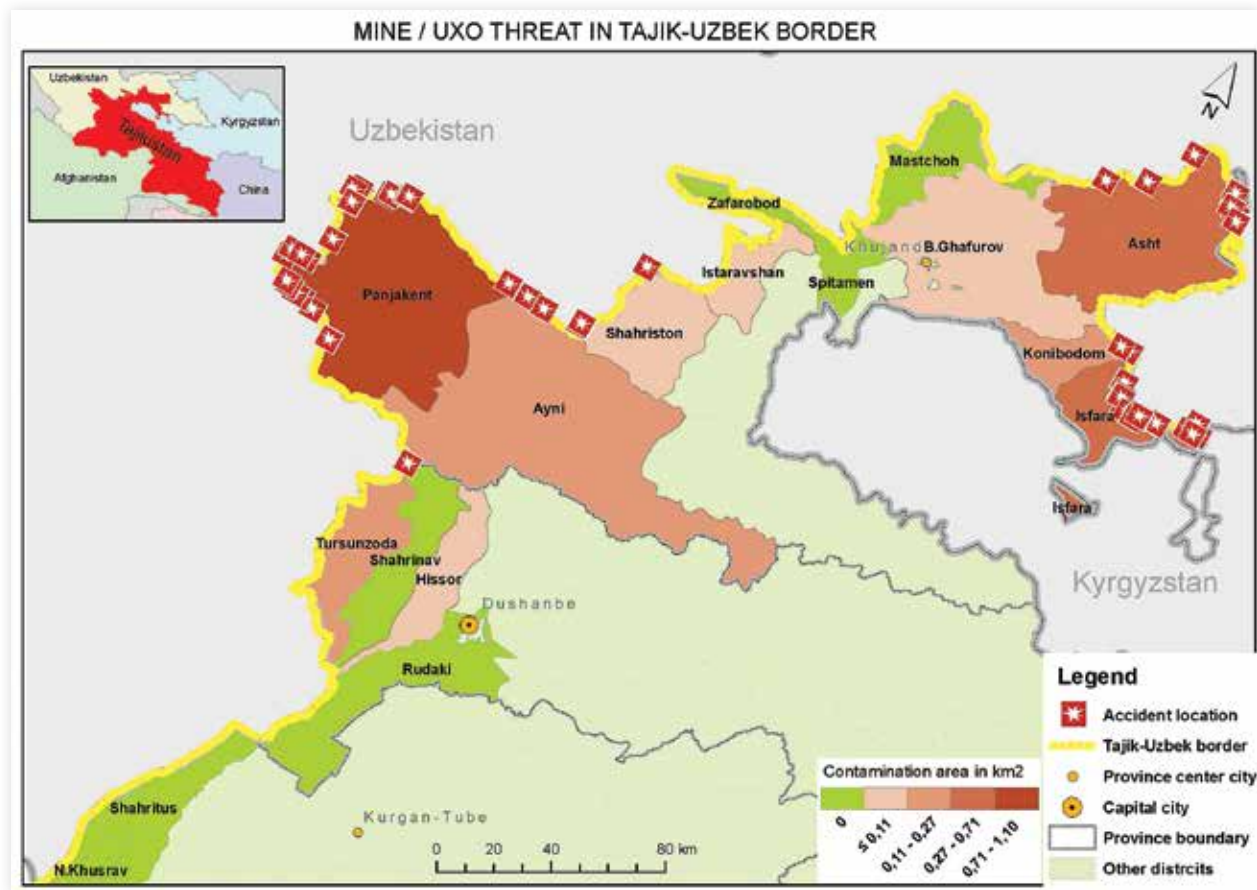 MINE / UXO THREAT IN TAJIK-UZBEK BORDER
Uzbekistan
Kyrgyzstan
Tajikistan
Afghanistan
China
Uzbekistan
N
Mastchoh
Zafarobod
Khujand
B.Ghafurov
Asht
Istaravshan
Spitamen
Panjakent
Shahriston
Konibodom
Ayni
Isfara
Isfara
Tursunzoda
Shahrinav
Hissor
Kyrgyzstan
Dushanbe
Rudaki
Shahritus
Kurgan-Tube
N.Khusrav
0 20 40 80 km
Contamination area in km2
0
≤ 0,11
0,11 - 0,27
0,27 - 0,71
0,71 - 1,10
Legend
Accident location
Tajik-Uzbek border
Province center city
Capital city
Province boundary
Other distrcits